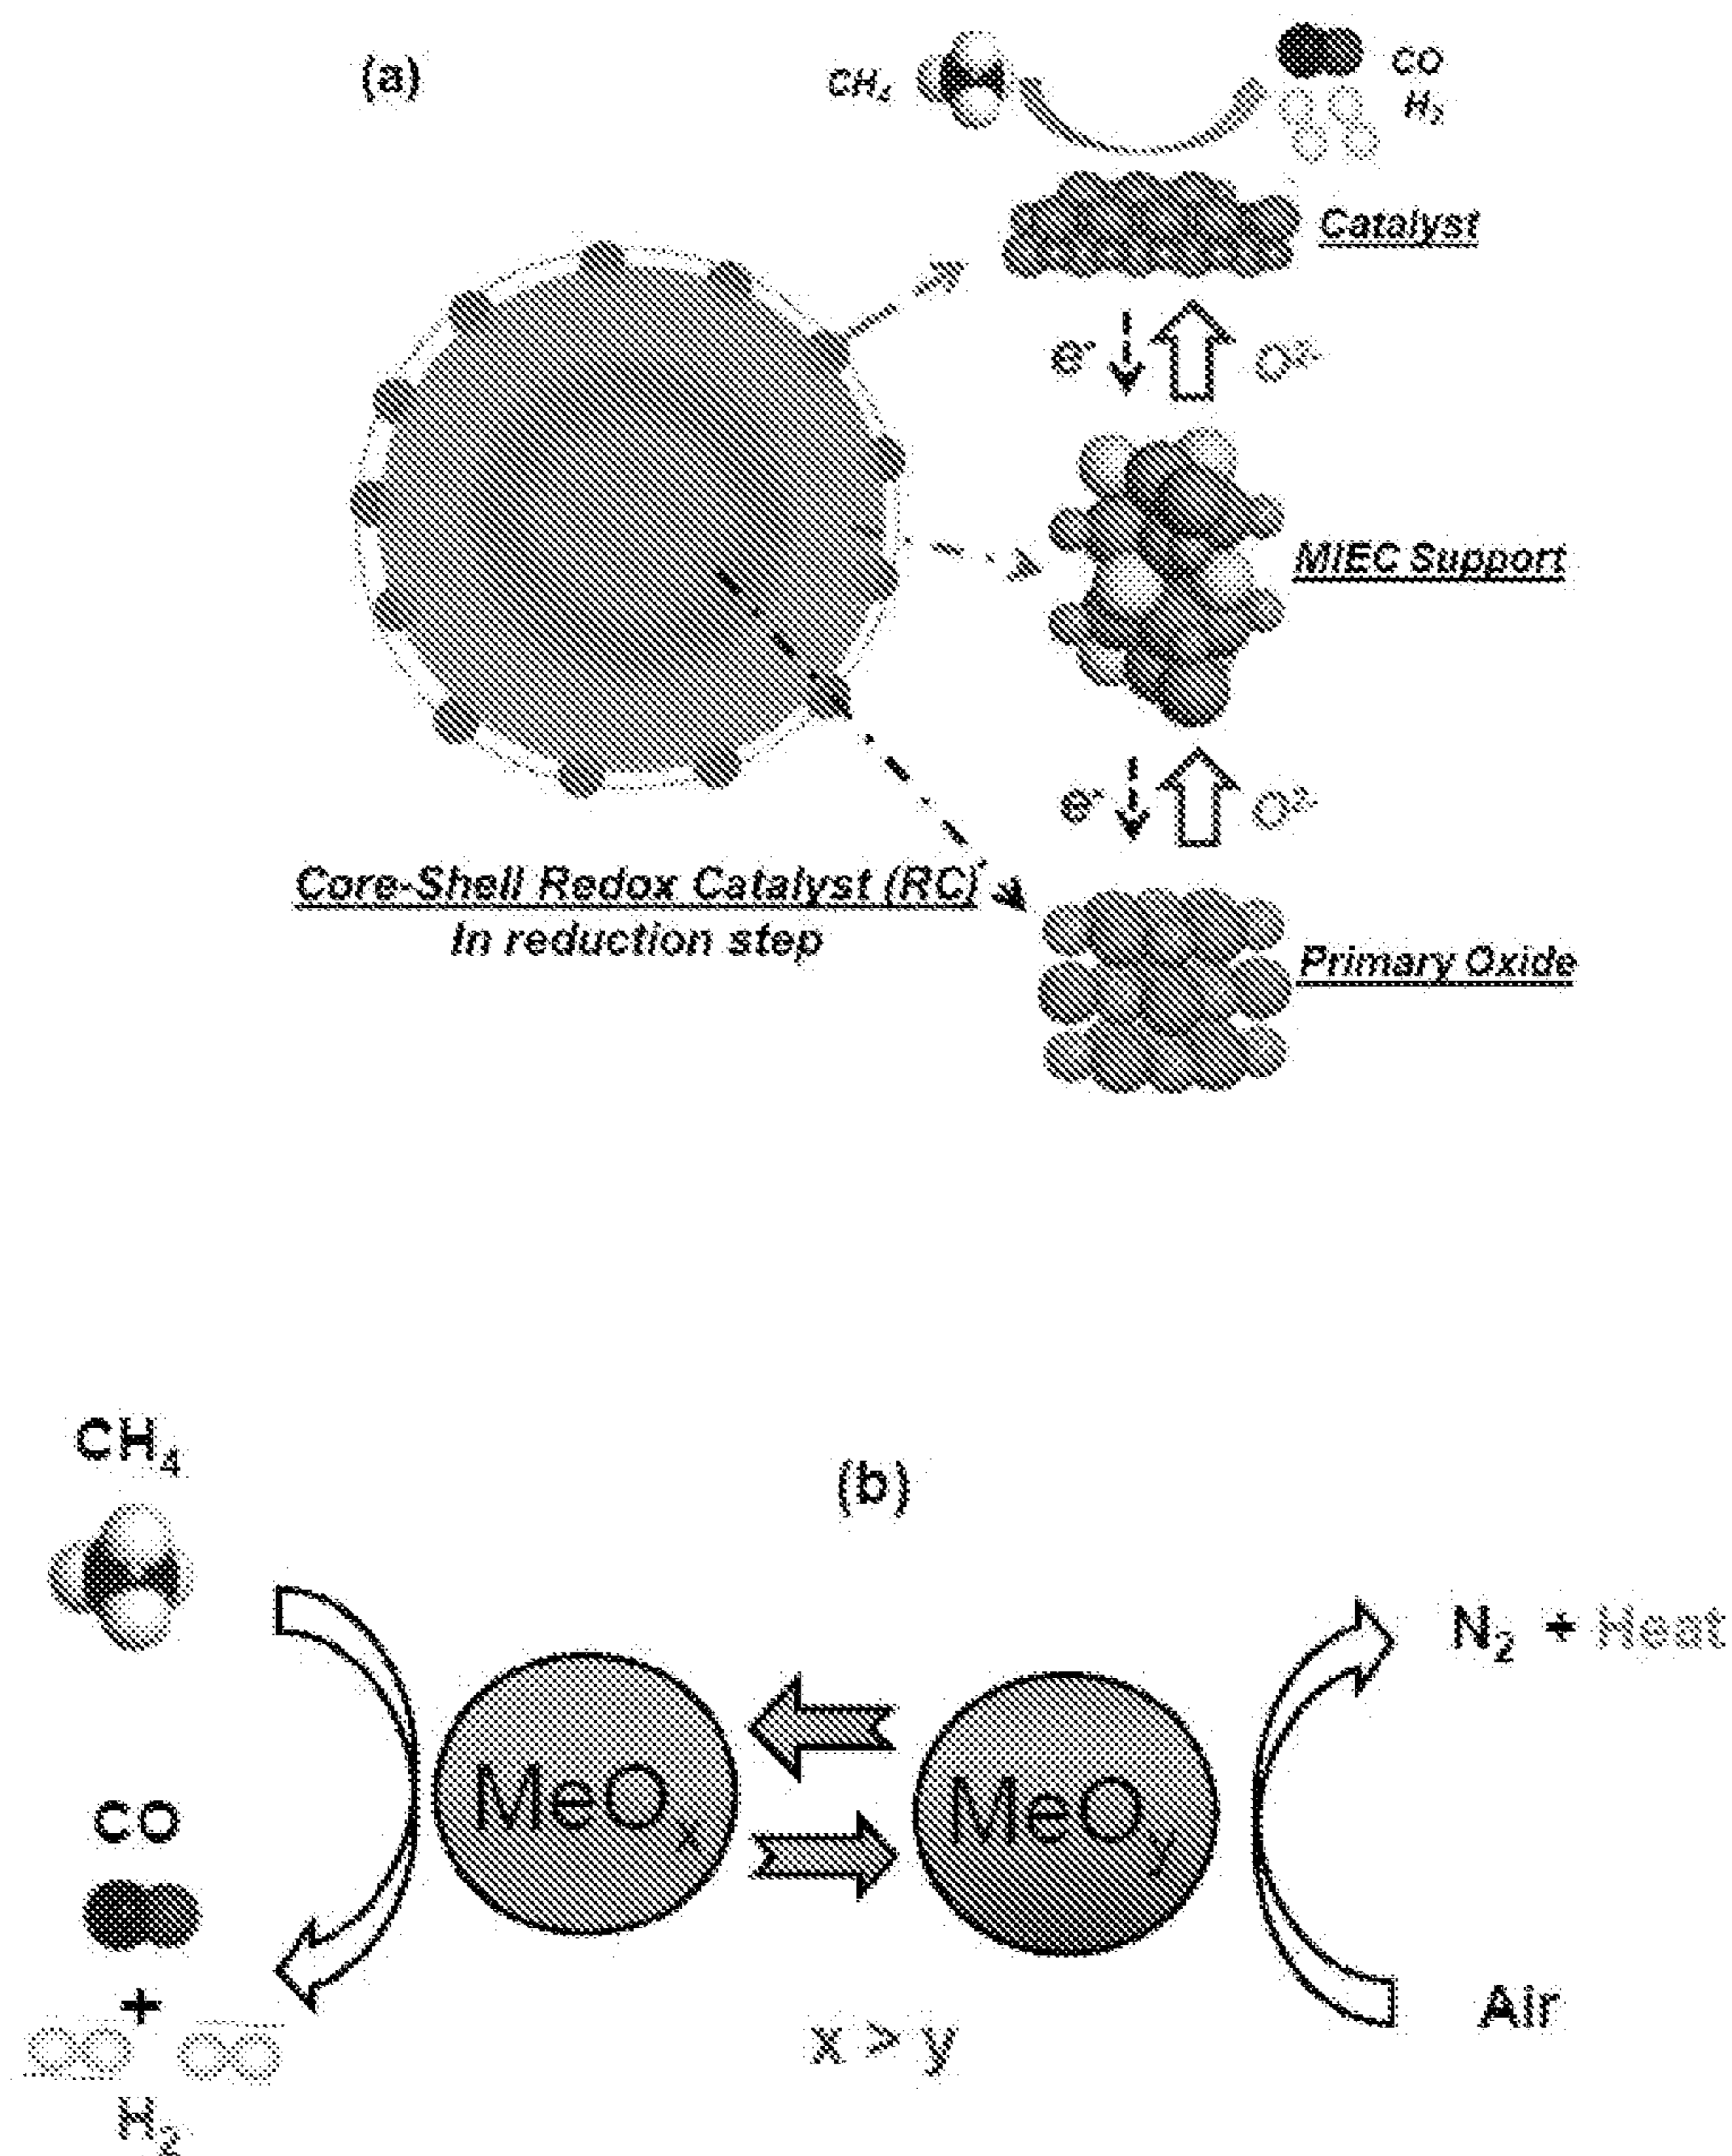 (a)
CH₄
CO
H₂
Catalyst
e⁻
O²⁻
MIEC Support
e⁻
O²⁻
Core-Shell Redox Catalyst (RC)
In reduction step
Primary Oxide
CH₄
(b)
N₂ + Heat
MeOₓ
MeOᵧ
CO
+
Air
x > y
H₂